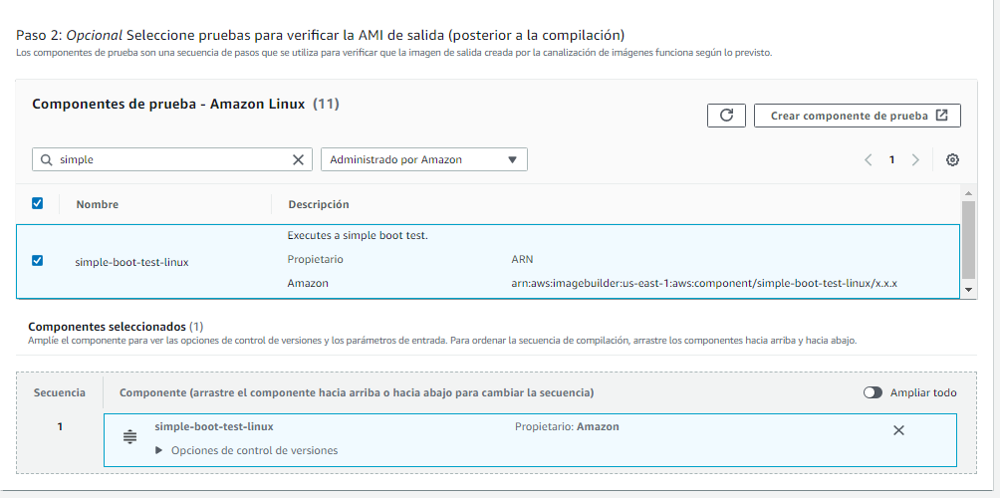 Paso 2: Opcional Seleccione pruebas para verificar la AMI de salida (posterior a la compilación)
Los componentes de prueba son una secuencia de pasos que se utiliza para verificar que la imagen de salida creada por la canalización de imágenes funciona según lo previsto.
Componentes de prueba - Amazon Linux (11)
Crear componente de prueba
simple
Administrado por Amazon
1
Nombre Descripción
Executes a simple boot test.
simple-boot-test-linux
Propietario ARN
Amazon arn:aws:imagebuilder:us-east-1:aws:component/simple-boot-test-linux/x.x.x
Componentes seleccionados (1)
Amplíe el componente para ver las opciones de control de versiones y los parámetros de entrada. Para ordenar la secuencia de compilación, arrastre los componentes hacia arriba y hacia abajo.
Secuencia Componente (arrastre el componente hacia arriba o hacia abajo para cambiar la secuencia) Ampliar todo
1 simple-boot-test-linux Propietario: Amazon
Opciones de control de versiones